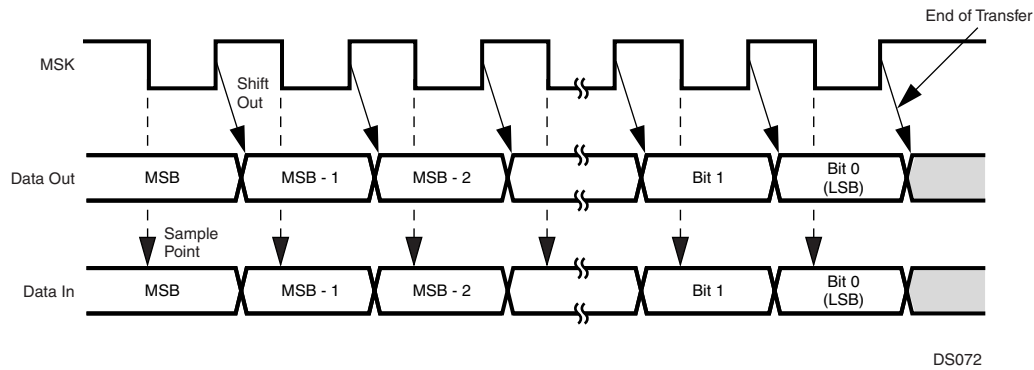 End of Transfer
MSK
Shift
Out
Data Out
MSB
MSB - 1
MSB - 2
Bit 1
Bit 0
(LSB)
Sample
Point
Data In
MSB
MSB - 1
MSB - 2
Bit 1
Bit 0
(LSB)
DS072